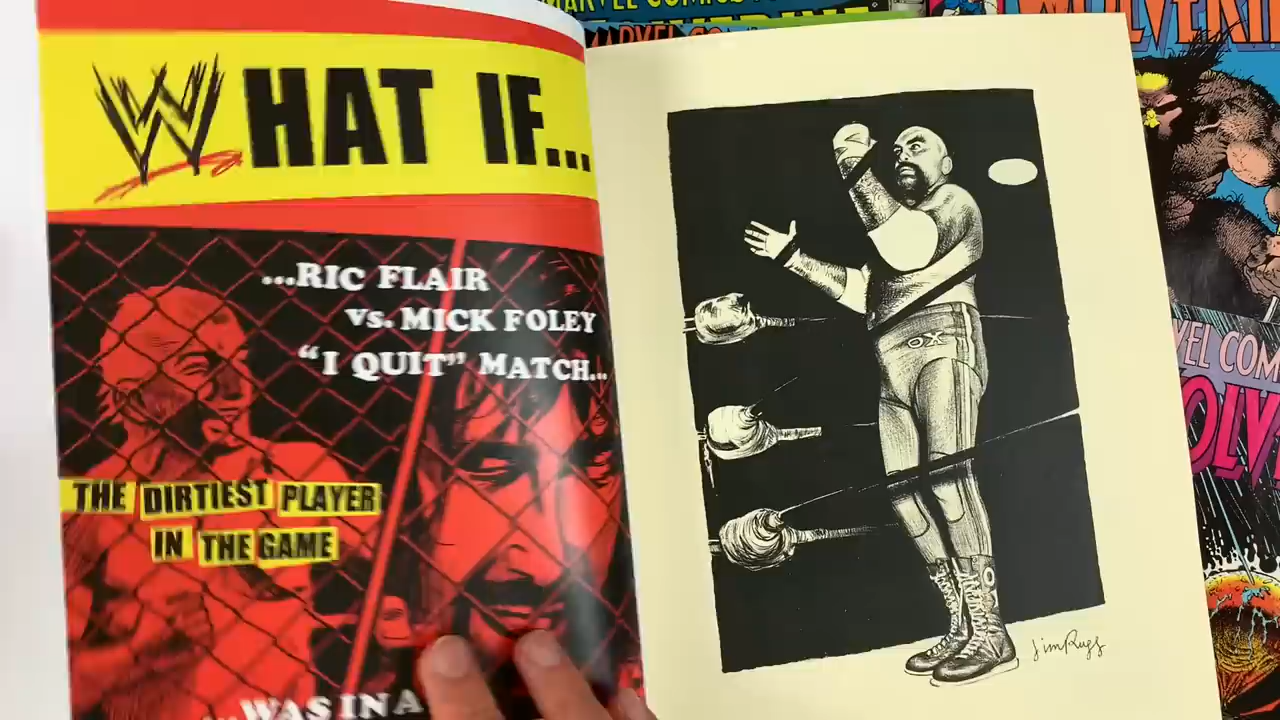 WHAT IF...
...RIC FLAIR
vs. MICK FOLEY
“I QUIT” MATCH...
THE DIRTIEST PLAYER
IN THE GAME
...WAS IN A
OX
Jim Rugg
MARVEL COMICS
WOLVERINE